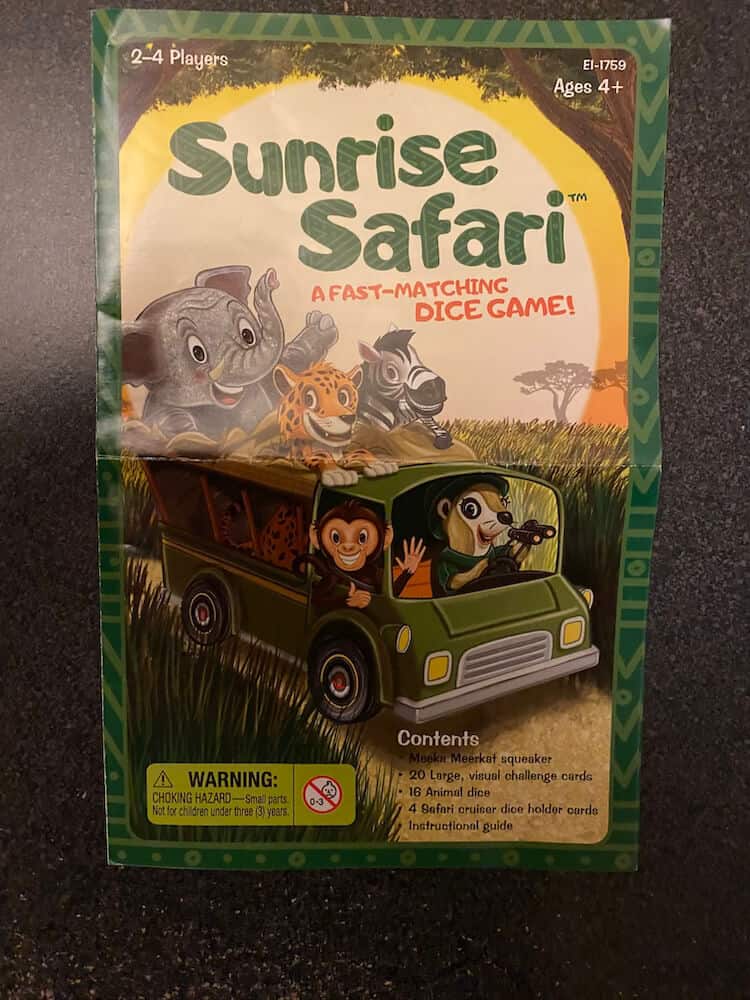 2–4 Players
EI-1759
Ages 4+
Sunrise
Safari™
A FAST-MATCHING
DICE GAME!
Contents
• Meeka Meerkat squeaker
• 20 Large, visual challenge cards
• 16 Animal dice
• 4 Safari cruiser dice holder cards
• Instructional guide
WARNING:
CHOKING HAZARD—Small parts.
Not for children under three (3) years.
0-3